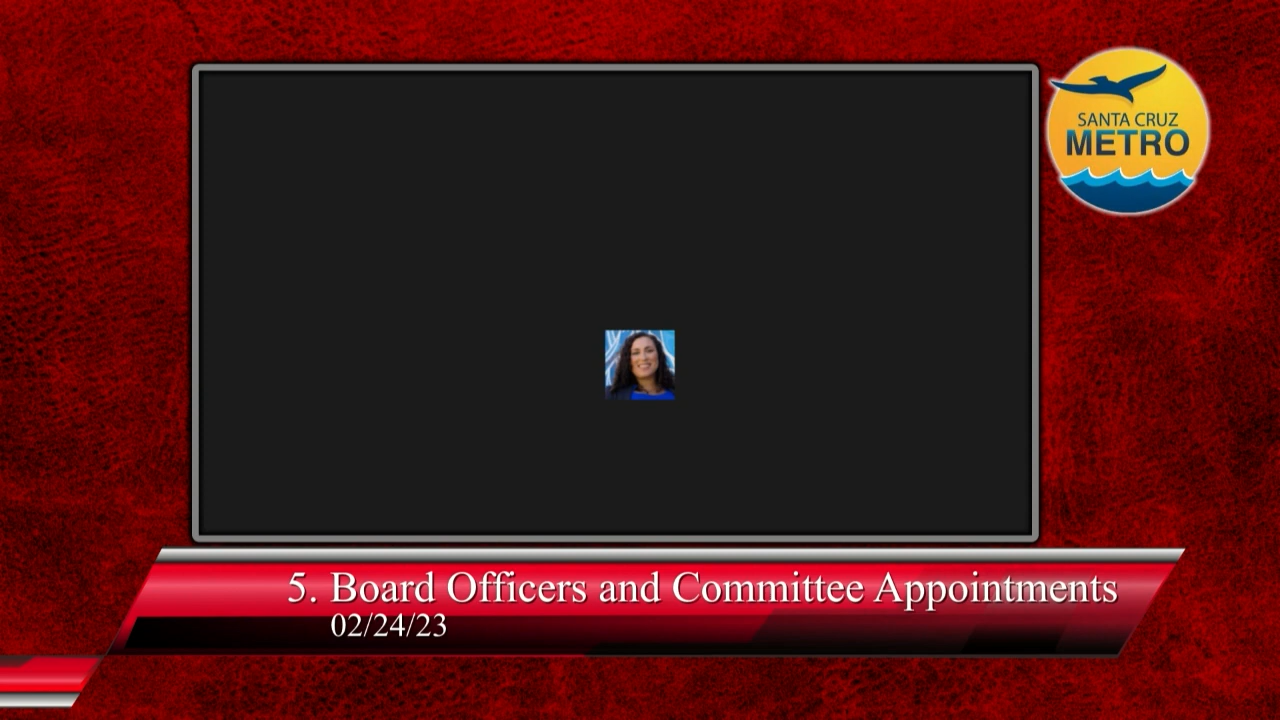 SANTA CRUZ
METRO
5. Board Officers and Committee Appointments
02/24/23